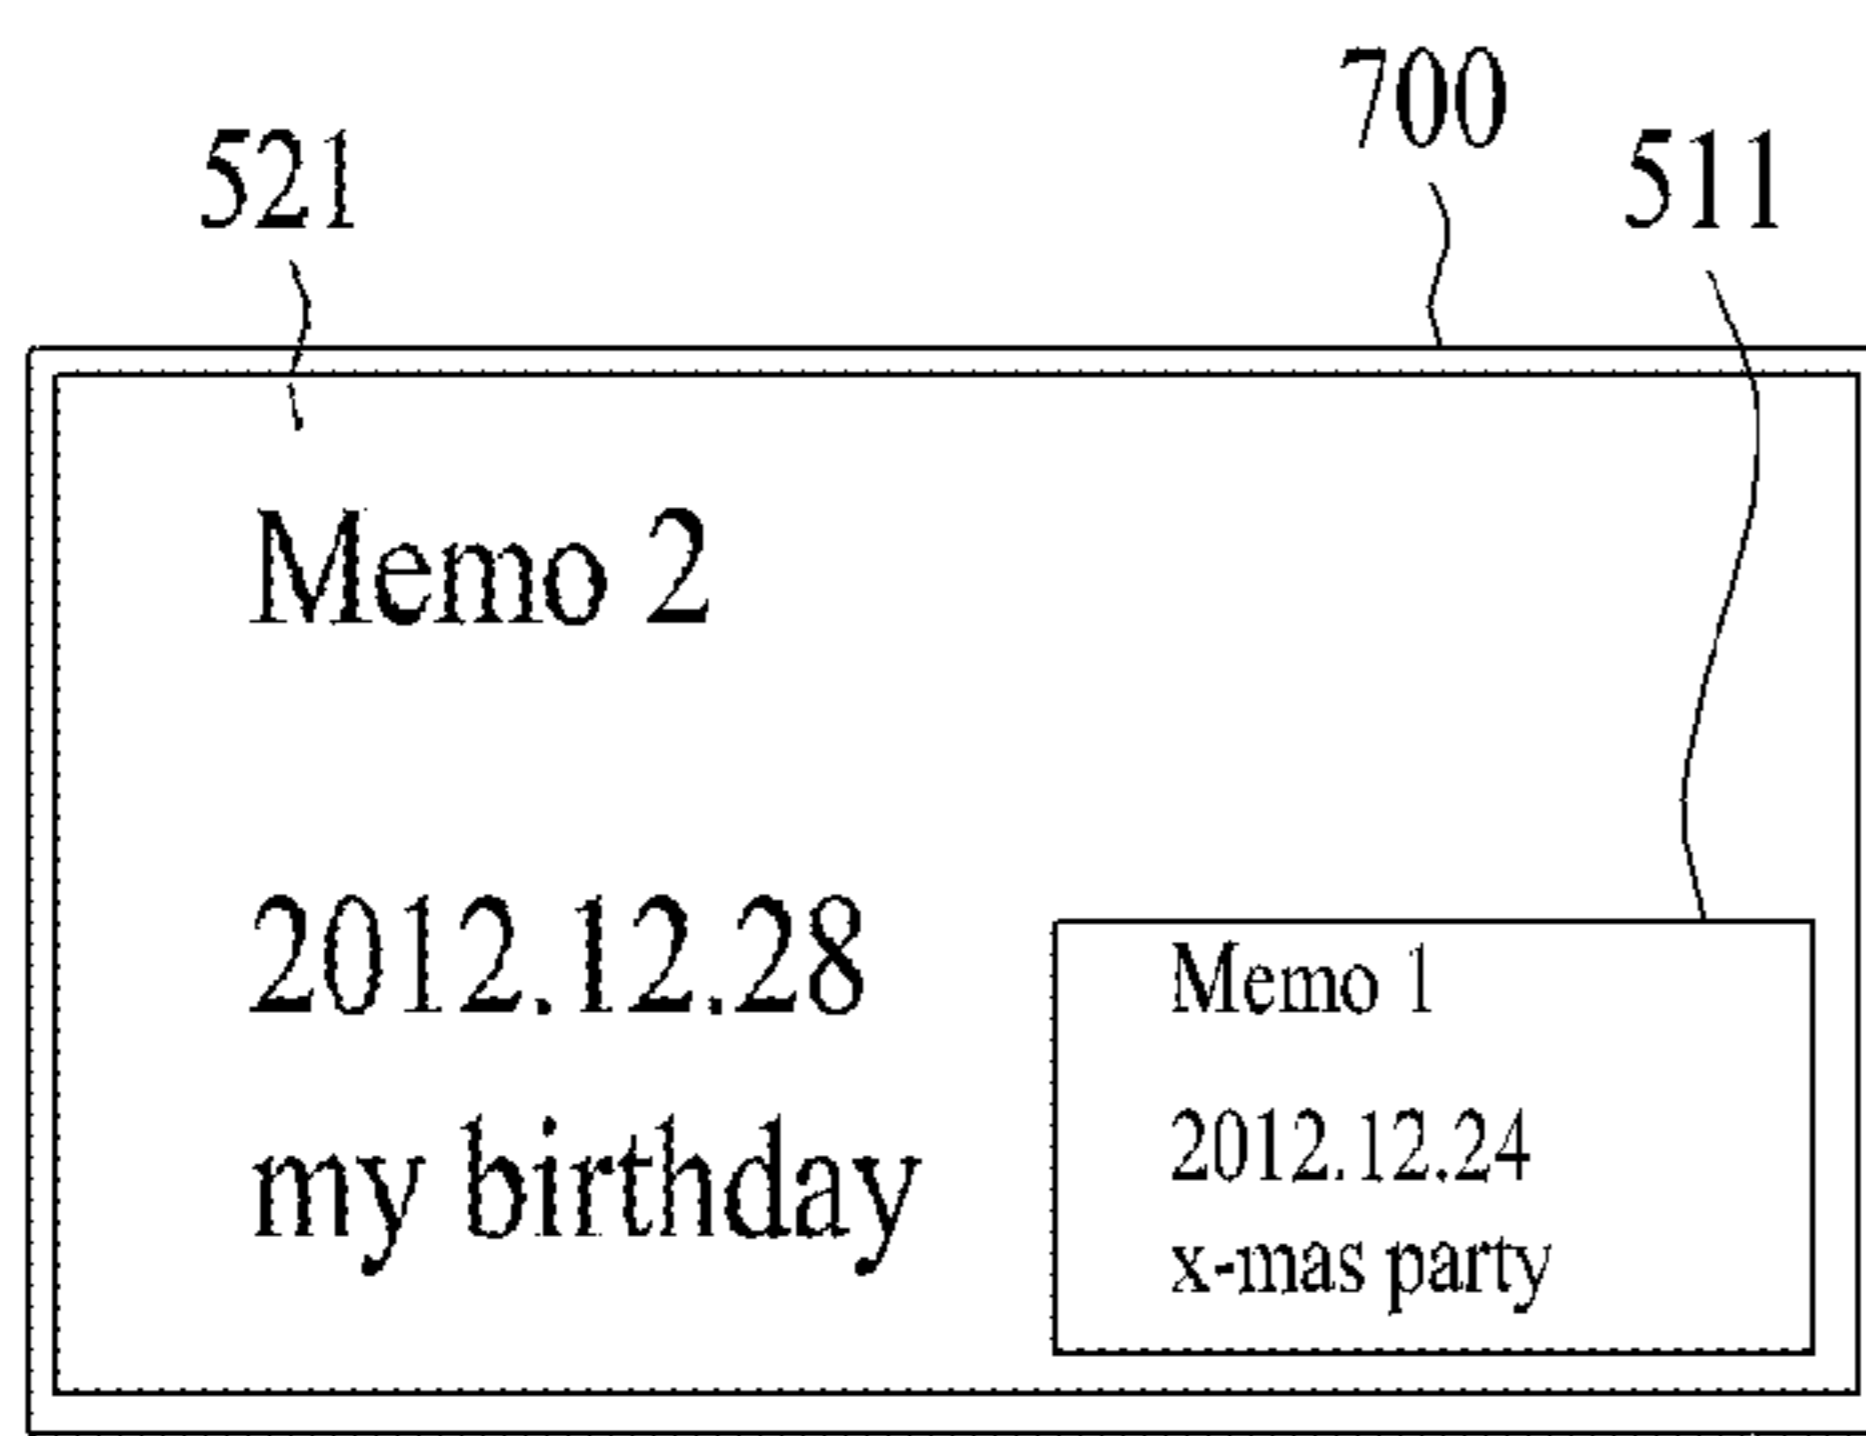 700
521
511
Memo 2
2012.12.28
my birthday
Memo 1
2012.12.24
x-mas party